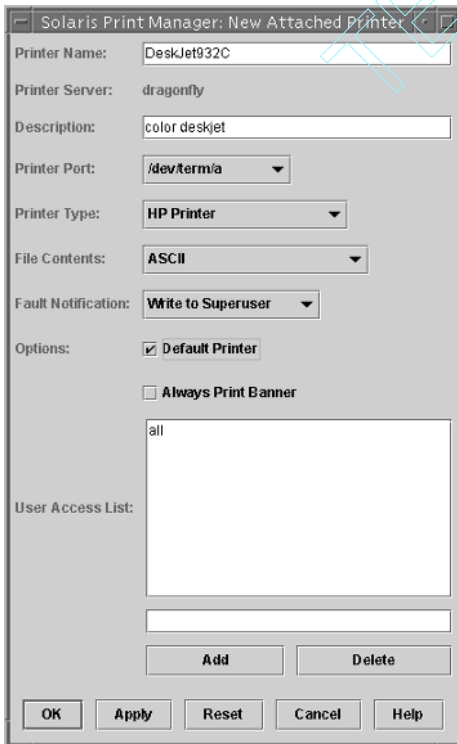 Solaris Print Manager: New Attached Printer
Printer Name: DeskJet932C
Printer Server: dragonfly
Description: color deskjet
Printer Port: /dev/term/a
Printer Type: HP Printer
File Contents: ASCII
Fault Notification: Write to Superuser
Options: Default Printer
Always Print Banner
all
User Access List:
Add Delete
OK Apply Reset Cancel Help